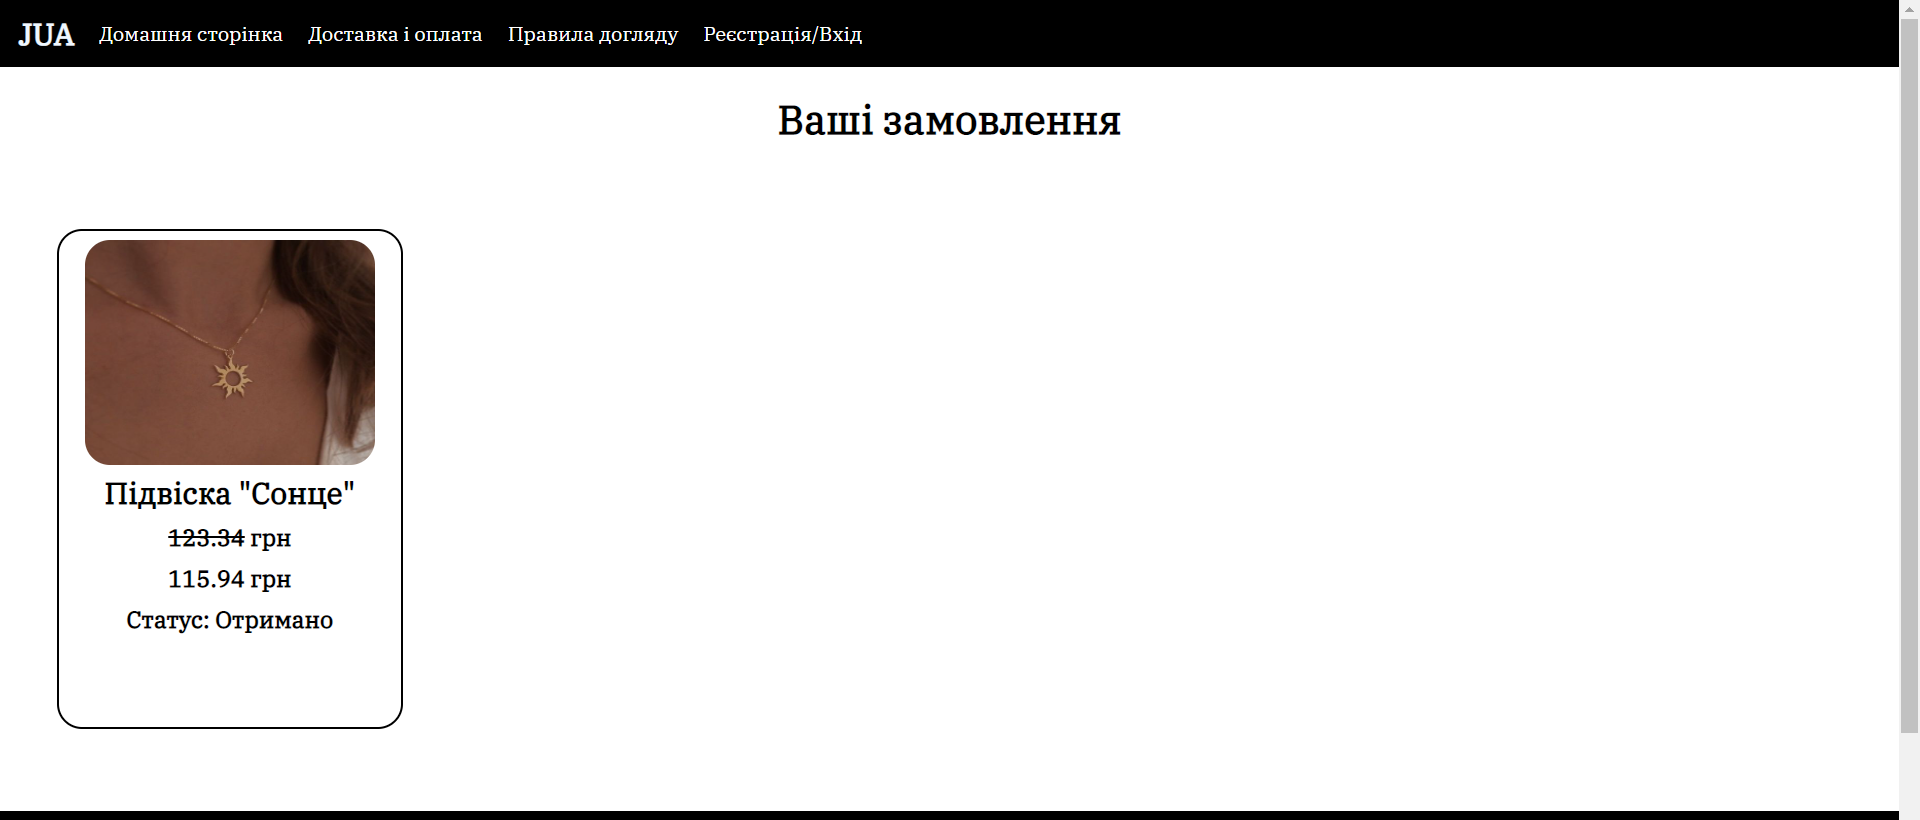 JUA Домашня сторінка Доставка і оплата Правила догляду Реєстрація/Вхід
Ваші замовлення
Підвіска "Сонце"
123.34 грн
115.94 грн
Статус: Отримано